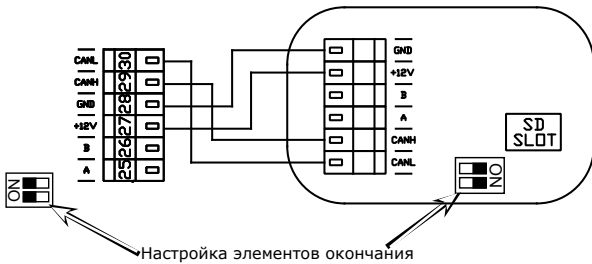 CANL 30
CANH 29
GND 28
+12V 27
B 26
A 25
GND
+12V
B
A
CANH
CANL
SD
SLOT
ON
ON
Настройка элементов окончания